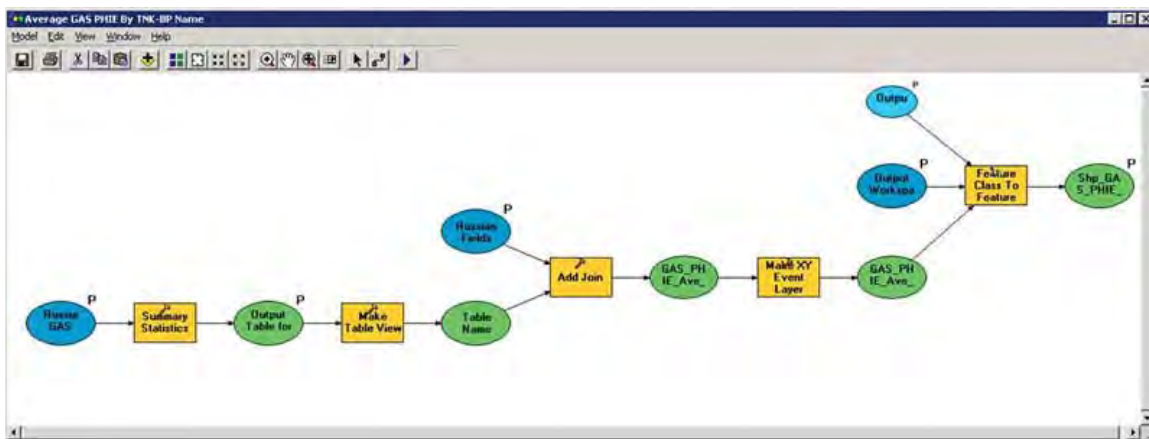 Average GAS PHIE By TNK-BP Name
Model Edit View Window Help
Outpu
P
Output
Workspa
P
Feature
Class To
Feature
Shp_GA
S_PHIE_
P
Russian
Fields
P
Add Join
GAS_PH
IE_Ave_
Make XY
Event
Layer
GAS_PH
IE_Ave_
Russia
GAS
P
Summary
Statistics
Output
Table for
P
Make
Table View
Table
Name